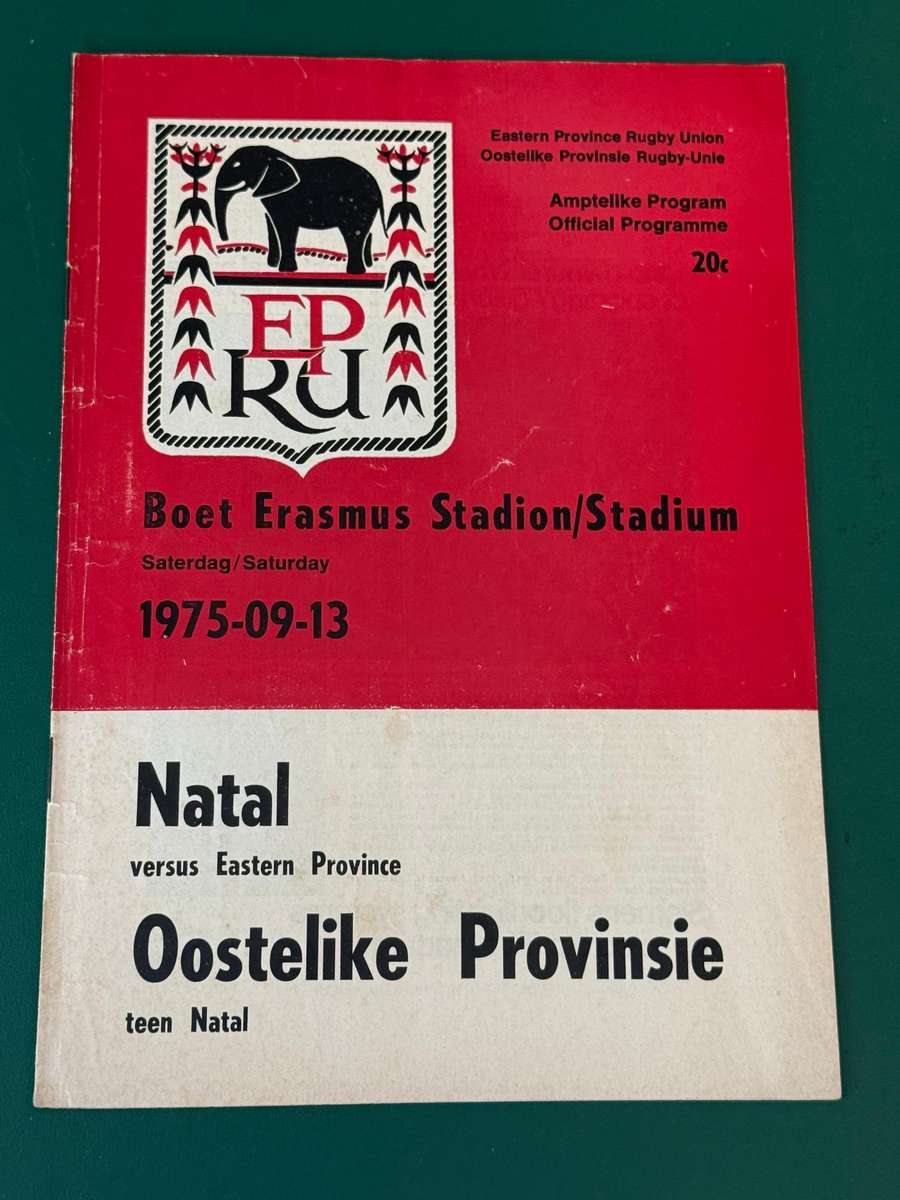 Eastern Province Rugby Union
Oostelike Provinsie Rugby-Unie
Amptelike Program
Official Programme
20c
EP
RU
Boet Erasmus Stadion/Stadium
Saterdag/Saturday
1975-09-13
Natal
versus Eastern Province
Oostelike Provinsie
teen Natal